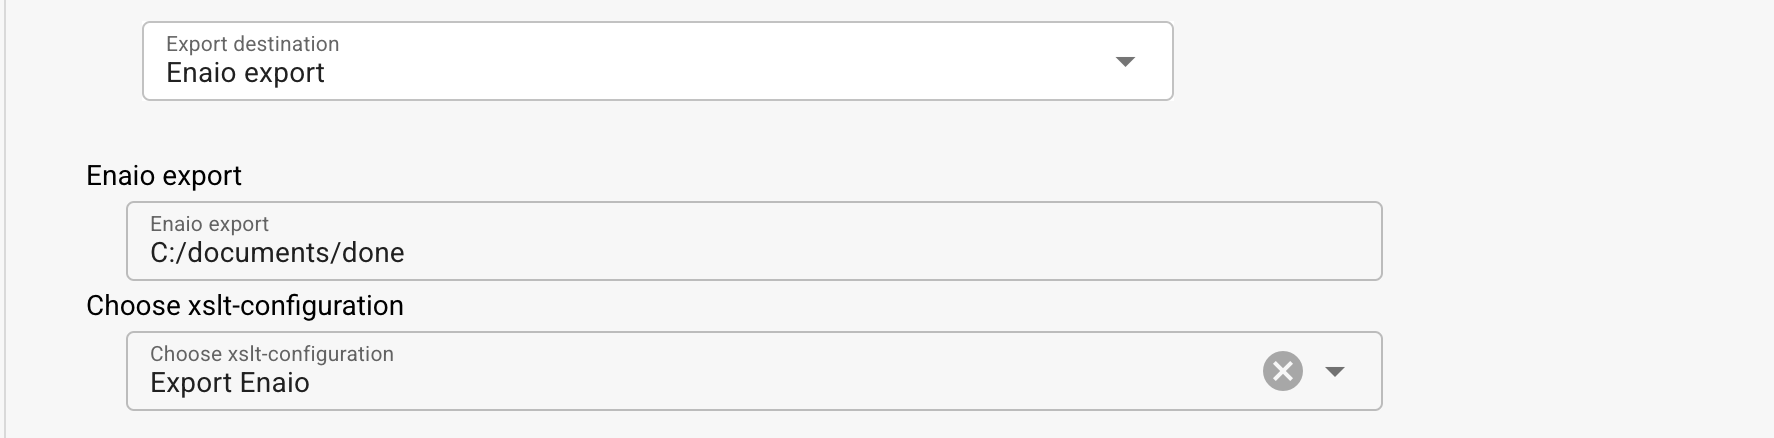 Export destination
Enaio export
Enaio export
Enaio export
C:/documents/done
Choose xslt-configuration
Choose xslt-configuration
Export Enaio